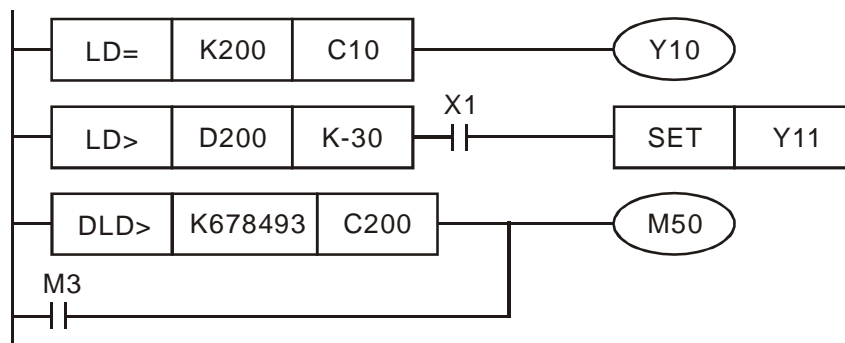 LD= K200 C10 Y10
X1
LD> D200 K-30 SET Y11
DLD> K678493 C200 M50
M3